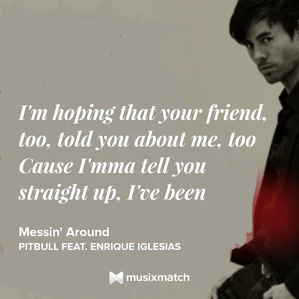 I'm hoping that your friend,
too, told you about me, too
Cause I'mma tell you
straight up, I've been
Messin' Around
PITBULL FEAT. ENRIQUE IGLESIAS
musixmatch